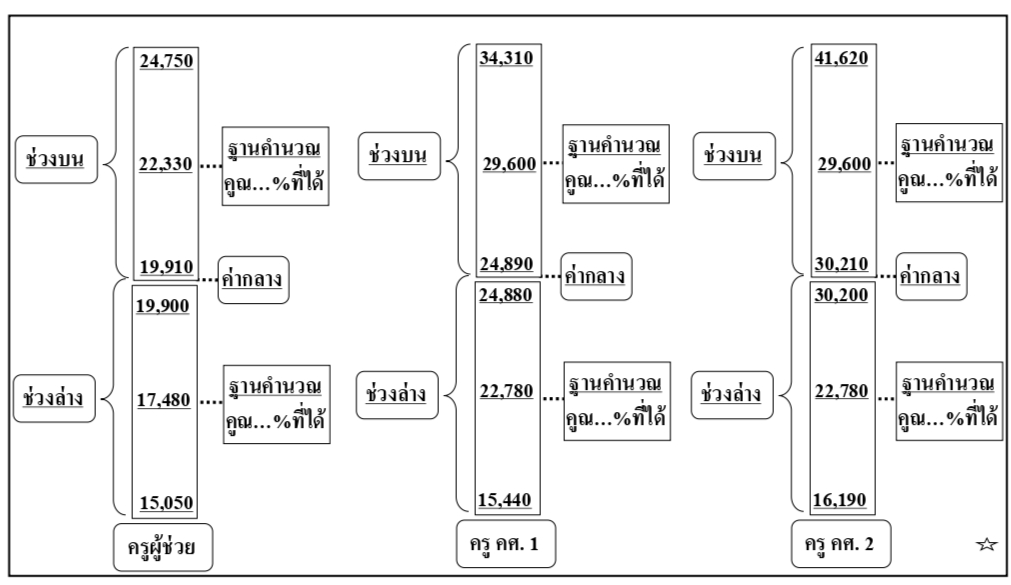 24,750
ช่วงบน
22,330
ฐานคำนวณ
คูณ...%ที่ได้
19,910
ค่ากลาง
19,900
ช่วงล่าง
17,480
ฐานคำนวณ
คูณ...%ที่ได้
15,050
ครูผู้ช่วย
34,310
ช่วงบน
29,600
ฐานคำนวณ
คูณ...%ที่ได้
24,890
ค่ากลาง
24,880
ช่วงล่าง
22,780
ฐานคำนวณ
คูณ...%ที่ได้
15,440
ครู คศ. 1
41,620
ช่วงบน
29,600
ฐานคำนวณ
คูณ...%ที่ได้
30,210
ค่ากลาง
30,200
ช่วงล่าง
22,780
ฐานคำนวณ
คูณ...%ที่ได้
16,190
ครู คศ. 2